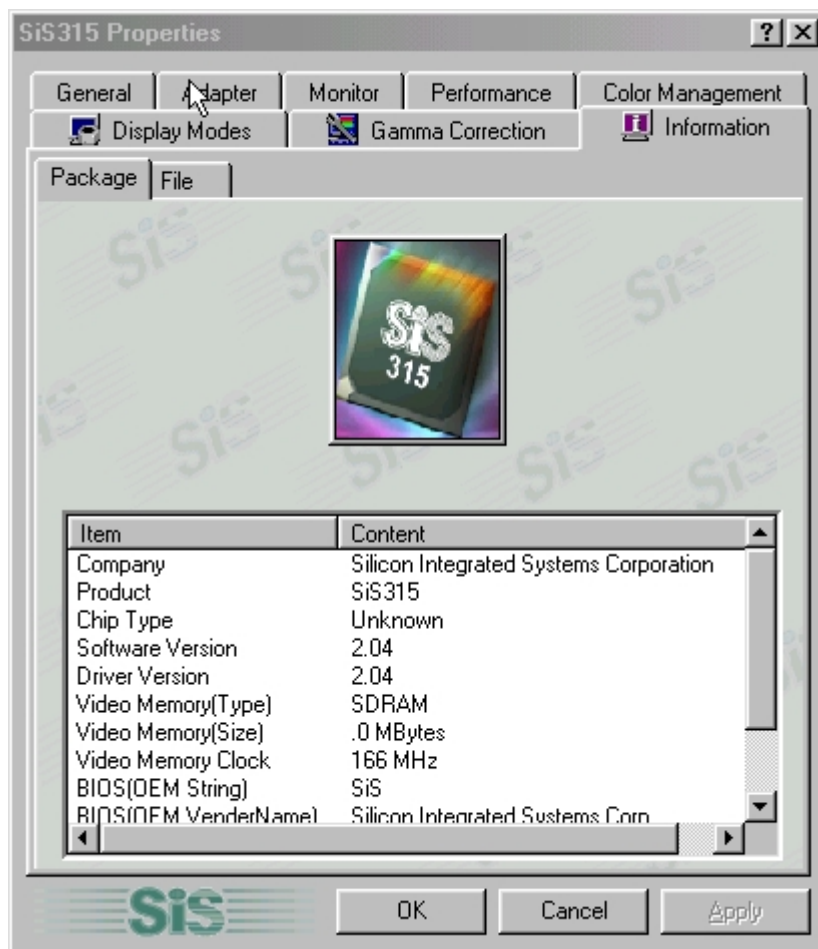 SiS315 Properties
General Adapter Monitor Performance Color Management
Display Modes Gamma Correction Information
Package File
SiS
315
Item Content
Company Silicon Integrated Systems Corporation
Product SiS315
Chip Type Unknown
Software Version 2.04
Driver Version 2.04
Video Memory(Type) SDRAM
Video Memory(Size) .0 MBytes
Video Memory Clock 166 MHz
BIOS(OEM String) SiS
BIOS(OEM VenderName) Silicon Integrated Systems Corp
SiS OK Cancel Apply